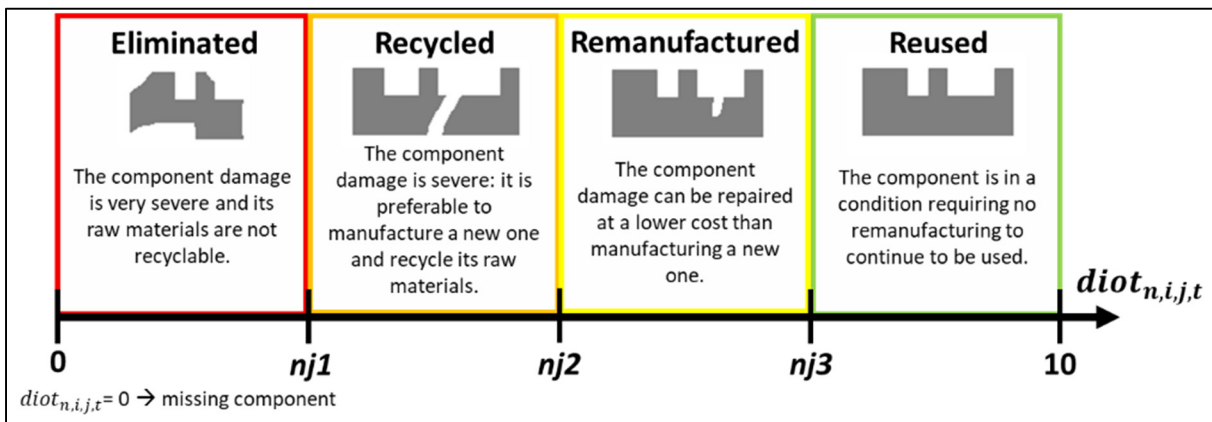 Eliminated
The component damage
is very severe and its
raw materials are not
recyclable.
Recycled
The component
damage is severe: it is
preferable to
manufacture a new one
and recycle its raw
materials.
Remanufactured
The component
damage can be repaired
at a lower cost than
manufacturing a new
one.
Reused
The component is in a
condition requiring no
remanufacturing to
continue to be used.
diot_{n,i,j,t}
0 nj1 nj2 nj3 10
diot_{n,i,j,t}= 0 → missing component